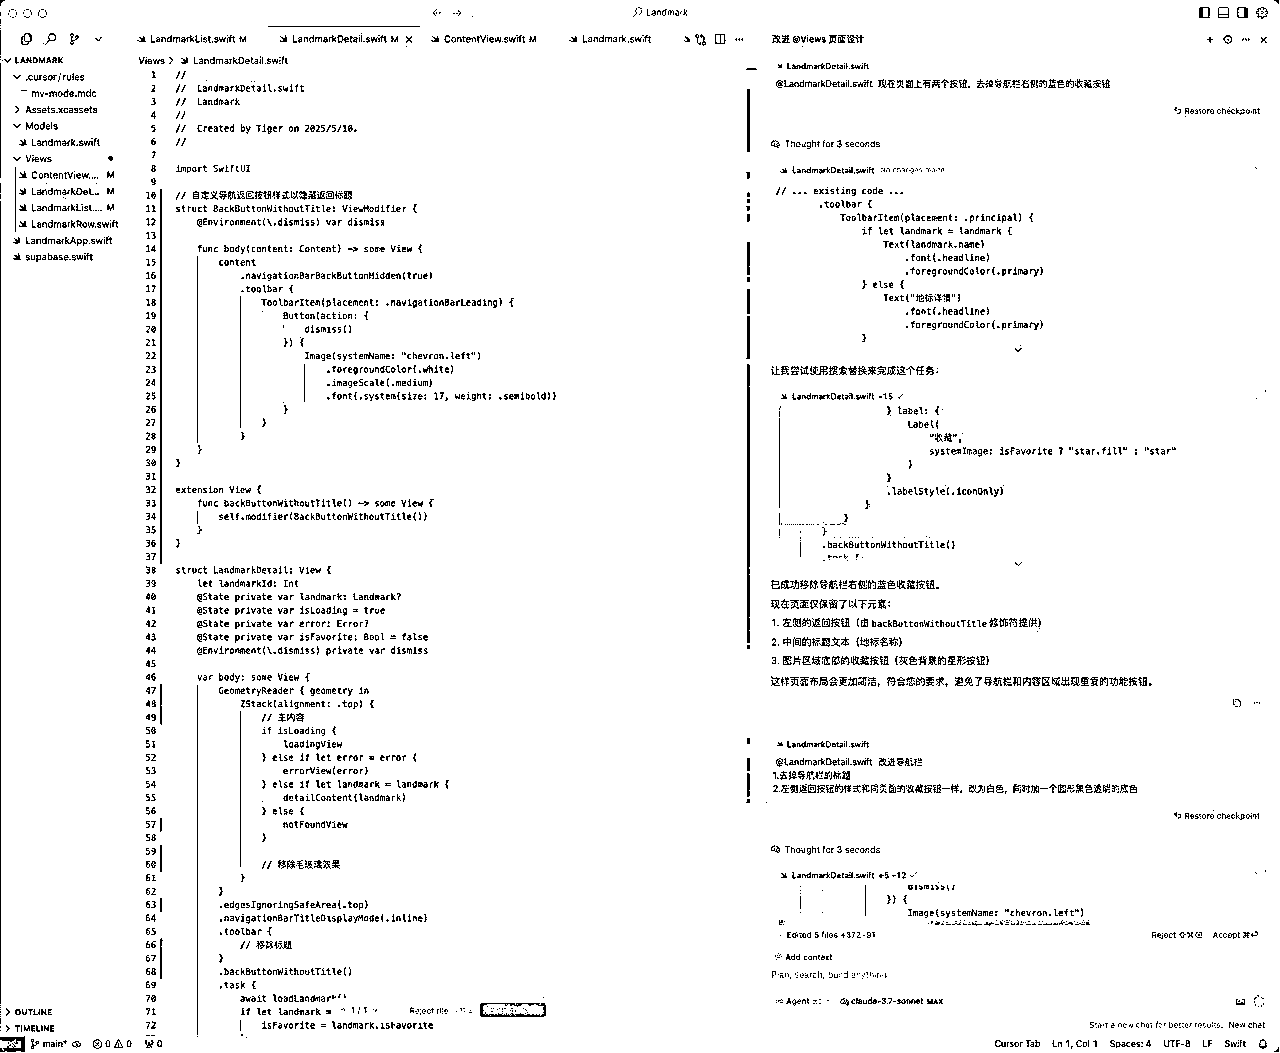 Landmark
LandmarkList.swift M
LandmarkDetail.swift M
ContentView.swift M
Landmark.swift
LANDMARK
.cursor/rules
mv-mode.mdc
Assets.xcassets
Models
Landmark.swift
Views
ContentView.... M
LandmarkDet... M
LandmarkList.... M
LandmarkRow.swift
LandmarkApp.swift
supabase.swift
OUTLINE
TIMELINE
Views > LandmarkDetail.swift
1 //
2 //  LandmarkDetail.swift
3 //  Landmark
4 //
5 //  Created by Tiger on 2025/5/10.
6 //
7
8 import SwiftUI
9
10 // 自定义导航返回按钮样式以隐藏返回标题
11 struct BackButtonWithoutTitle: ViewModifier {
12 @Environment(\.dismiss) var dismiss
13
14 func body(content: Content) -> some View {
15 content
16 .navigationBarBackButtonHidden(true)
17 .toolbar {
18 ToolbarItem(placement: .navigationBarLeading) {
19 Button(action: {
20 dismiss()
21 }) {
22 Image(systemName: "chevron.left")
23 .foregroundColor(.white)
24 .imageScale(.medium)
25 .font(.system(size: 17, weight: .semibold))
26 }
27 }
28 }
29 }
30 }
31
32 extension View {
33 func backButtonWithoutTitle() -> some View {
34 self.modifier(BackButtonWithoutTitle())
35 }
36 }
37
38 struct LandmarkDetail: View {
39 let landmarkId: Int
40 @State private var landmark: Landmark?
41 @State private var isLoading = true
42 @State private var error: Error?
43 @State private var isFavorite: Bool = false
44 @Environment(\.dismiss) private var dismiss
45
46 var body: some View {
47 GeometryReader { geometry in
48 ZStack(alignment: .top) {
49 // 主内容
50 if isLoading {
51 loadingView
52 } else if let error = error {
53 errorView(error)
54 } else if let landmark = landmark {
55 detailContent(landmark)
56 } else {
57 notFoundView
58 }
59
60 // 移除毛玻璃效果
61 }
62 }
63 .edgesIgnoringSafeArea(.top)
64 .navigationBarTitleDisplayMode(.inline)
65 .toolbar {
66 // 移除标题
67 }
68 .backButtonWithoutTitle()
69 .task {
70 await loadLandmark()
71 if let landmark =
72 isFavorite = landmark.isFavorite
1 / 1
Reject file
改进 @Views 页面设计
LandmarkDetail.swift
@LandmarkDetail.swift 现在页面上有两个按钮，去掉导航栏右侧的蓝色的收藏按钮
Restore checkpoint
Thought for 3 seconds
LandmarkDetail.swift No changes made
// ... existing code ...
.toolbar {
ToolbarItem(placement: .principal) {
if let landmark = landmark {
Text(landmark.name)
.font(.headline)
.foregroundColor(.primary)
} else {
Text("地标详情")
.font(.headline)
.foregroundColor(.primary)
}
让我尝试使用搜索替换来完成这个任务：
LandmarkDetail.swift -15
} label: {
Label(
"收藏",
systemImage: isFavorite ? "star.fill" : "star"
)
}
.labelStyle(.iconOnly)
}
}
}
.backButtonWithoutTitle()
.task {
已成功移除导航栏右侧的蓝色收藏按钮。
现在页面仅保留了以下元素：
1. 左侧的返回按钮（由 backButtonWithoutTitle 修饰符提供）
2. 中间的标题文本（地标名称）
3. 图片区域底部的收藏按钮（灰色背景的星形按钮）
这样页面布局会更加简洁，符合您的要求，避免了导航栏和内容区域出现重复的功能按钮。
LandmarkDetail.swift
@LandmarkDetail.swift 改进导航栏
1.去掉导航栏的标题
2.左侧返回按钮的样式和同页面的收藏按钮一样，改为白色，同时加一个圆形黑色透明的底色
Restore checkpoint
Thought for 3 seconds
LandmarkDetail.swift +5 -12
dismiss()
}) {
Image(systemName: "chevron.left")
Edited 5 files +372 -91
Reject
Accept
Add context
Plan, search, build anything
Agent
claude-3.7-sonnet MAX
Start a new chat for better results. New chat
main*
0 0
0
Cursor Tab
Ln 1, Col 1
Spaces: 4
UTF-8
LF
Swift